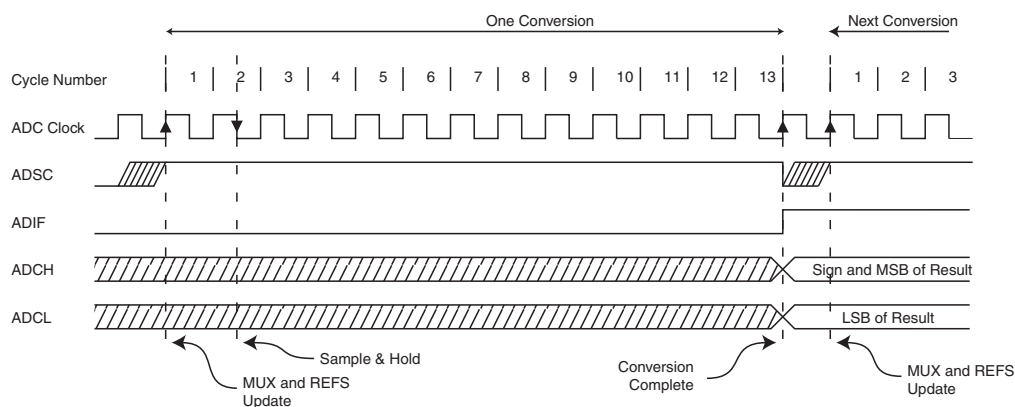 One Conversion Next Conversion
Cycle Number 1 2 3 4 5 6 7 8 9 10 11 12 13 1 2 3
ADC Clock
ADSC
ADIF
ADCH Sign and MSB of Result
ADCL LSB of Result
Sample & Hold
MUX and REFS
Update
Conversion
Complete
MUX and REFS
Update